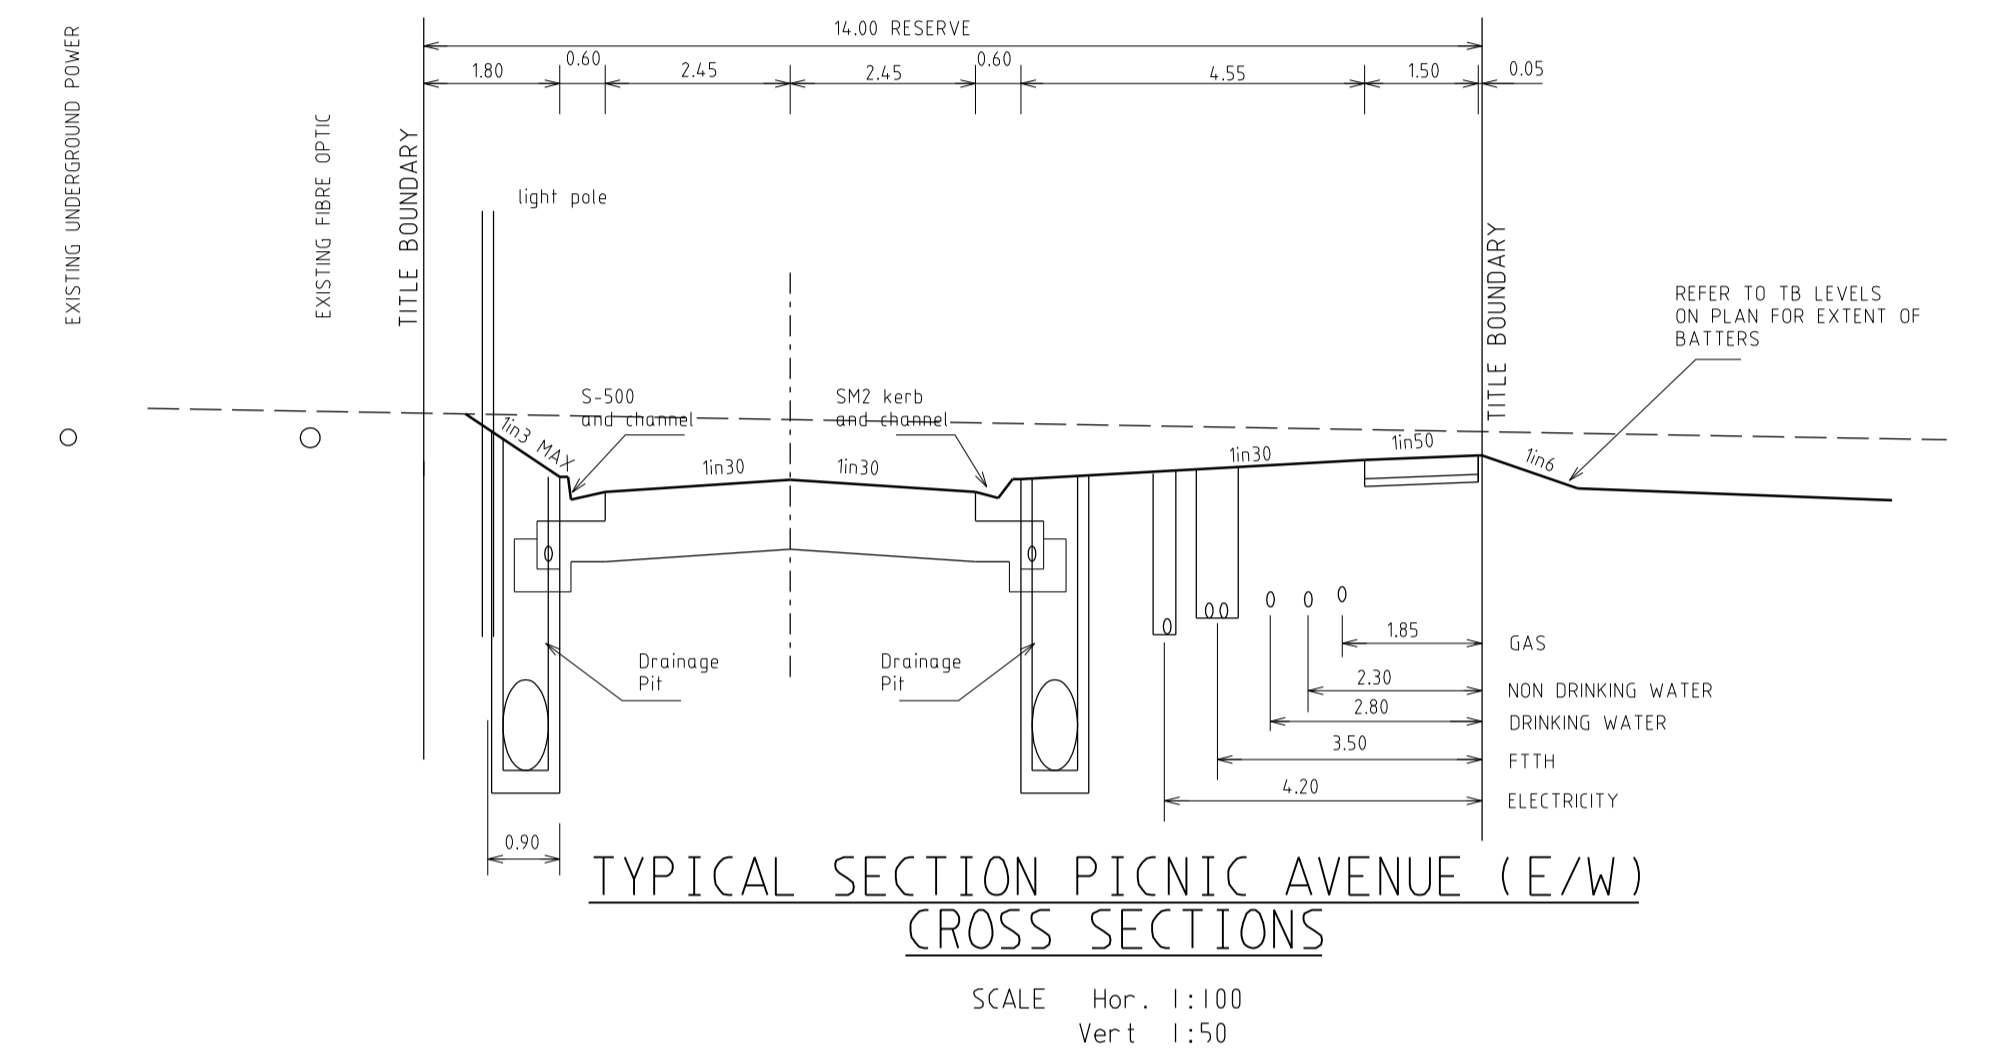 14.00 RESERVE
1.80
0.60
2.45
2.45
0.60
4.55
1.50
0.05
EXISTING UNDERGROUND POWER
EXISTING FIBRE OPTIC
TITLE BOUNDARY
light pole
TITLE BOUNDARY
REFER TO TB LEVELS
ON PLAN FOR EXTENT OF
BATTERS
S-500
and channel
SM2 kerb
and channel
1in3 MAX
1in30
1in30
1in30
1in50
1in6
Drainage
Pit
Drainage
Pit
1.85
GAS
2.30
NON DRINKING WATER
2.80
DRINKING WATER
3.50
FTTH
4.20
ELECTRICITY
0.90
TYPICAL SECTION PICNIC AVENUE (E/W)
CROSS SECTIONS
SCALE Hor. 1:100
Vert 1:50